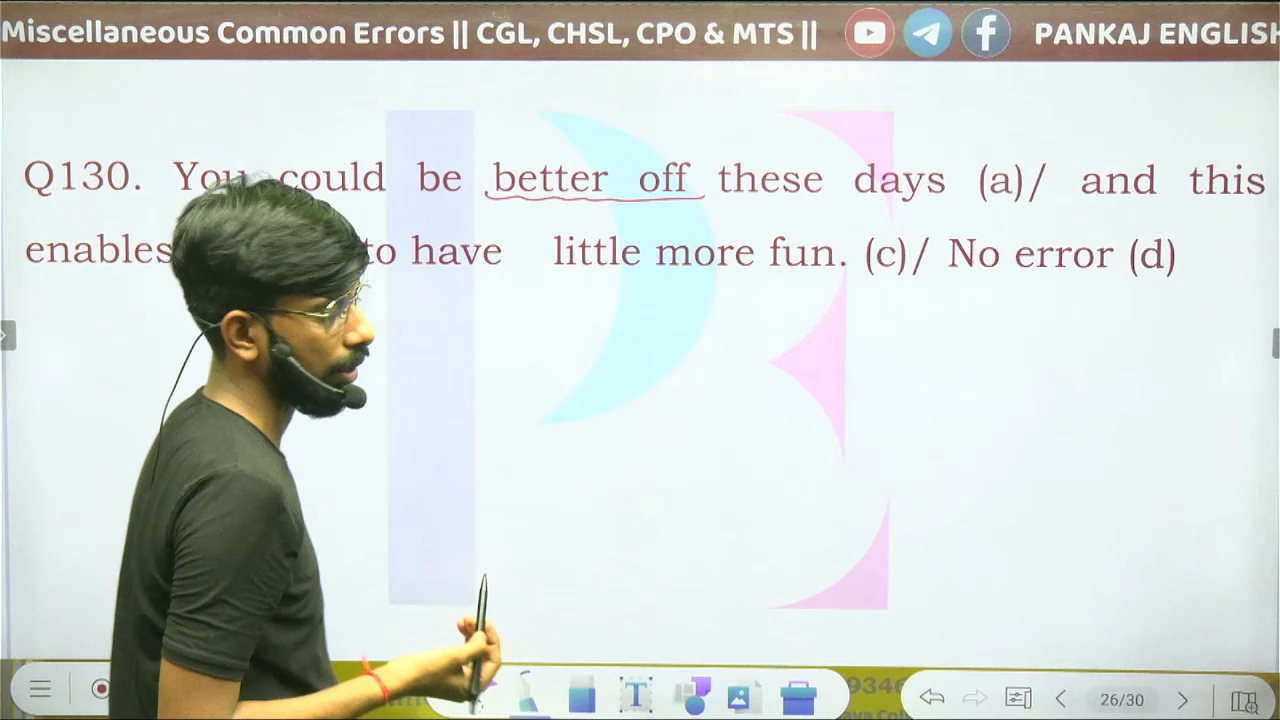 Miscellaneous Common Errors || CGL, CHSL, CPO & MTS || PANKAJ ENGLISH
Q130. You could be better off these days (a)/ and this
enables to have little more fun. (c)/ No error (d)
T 26/30